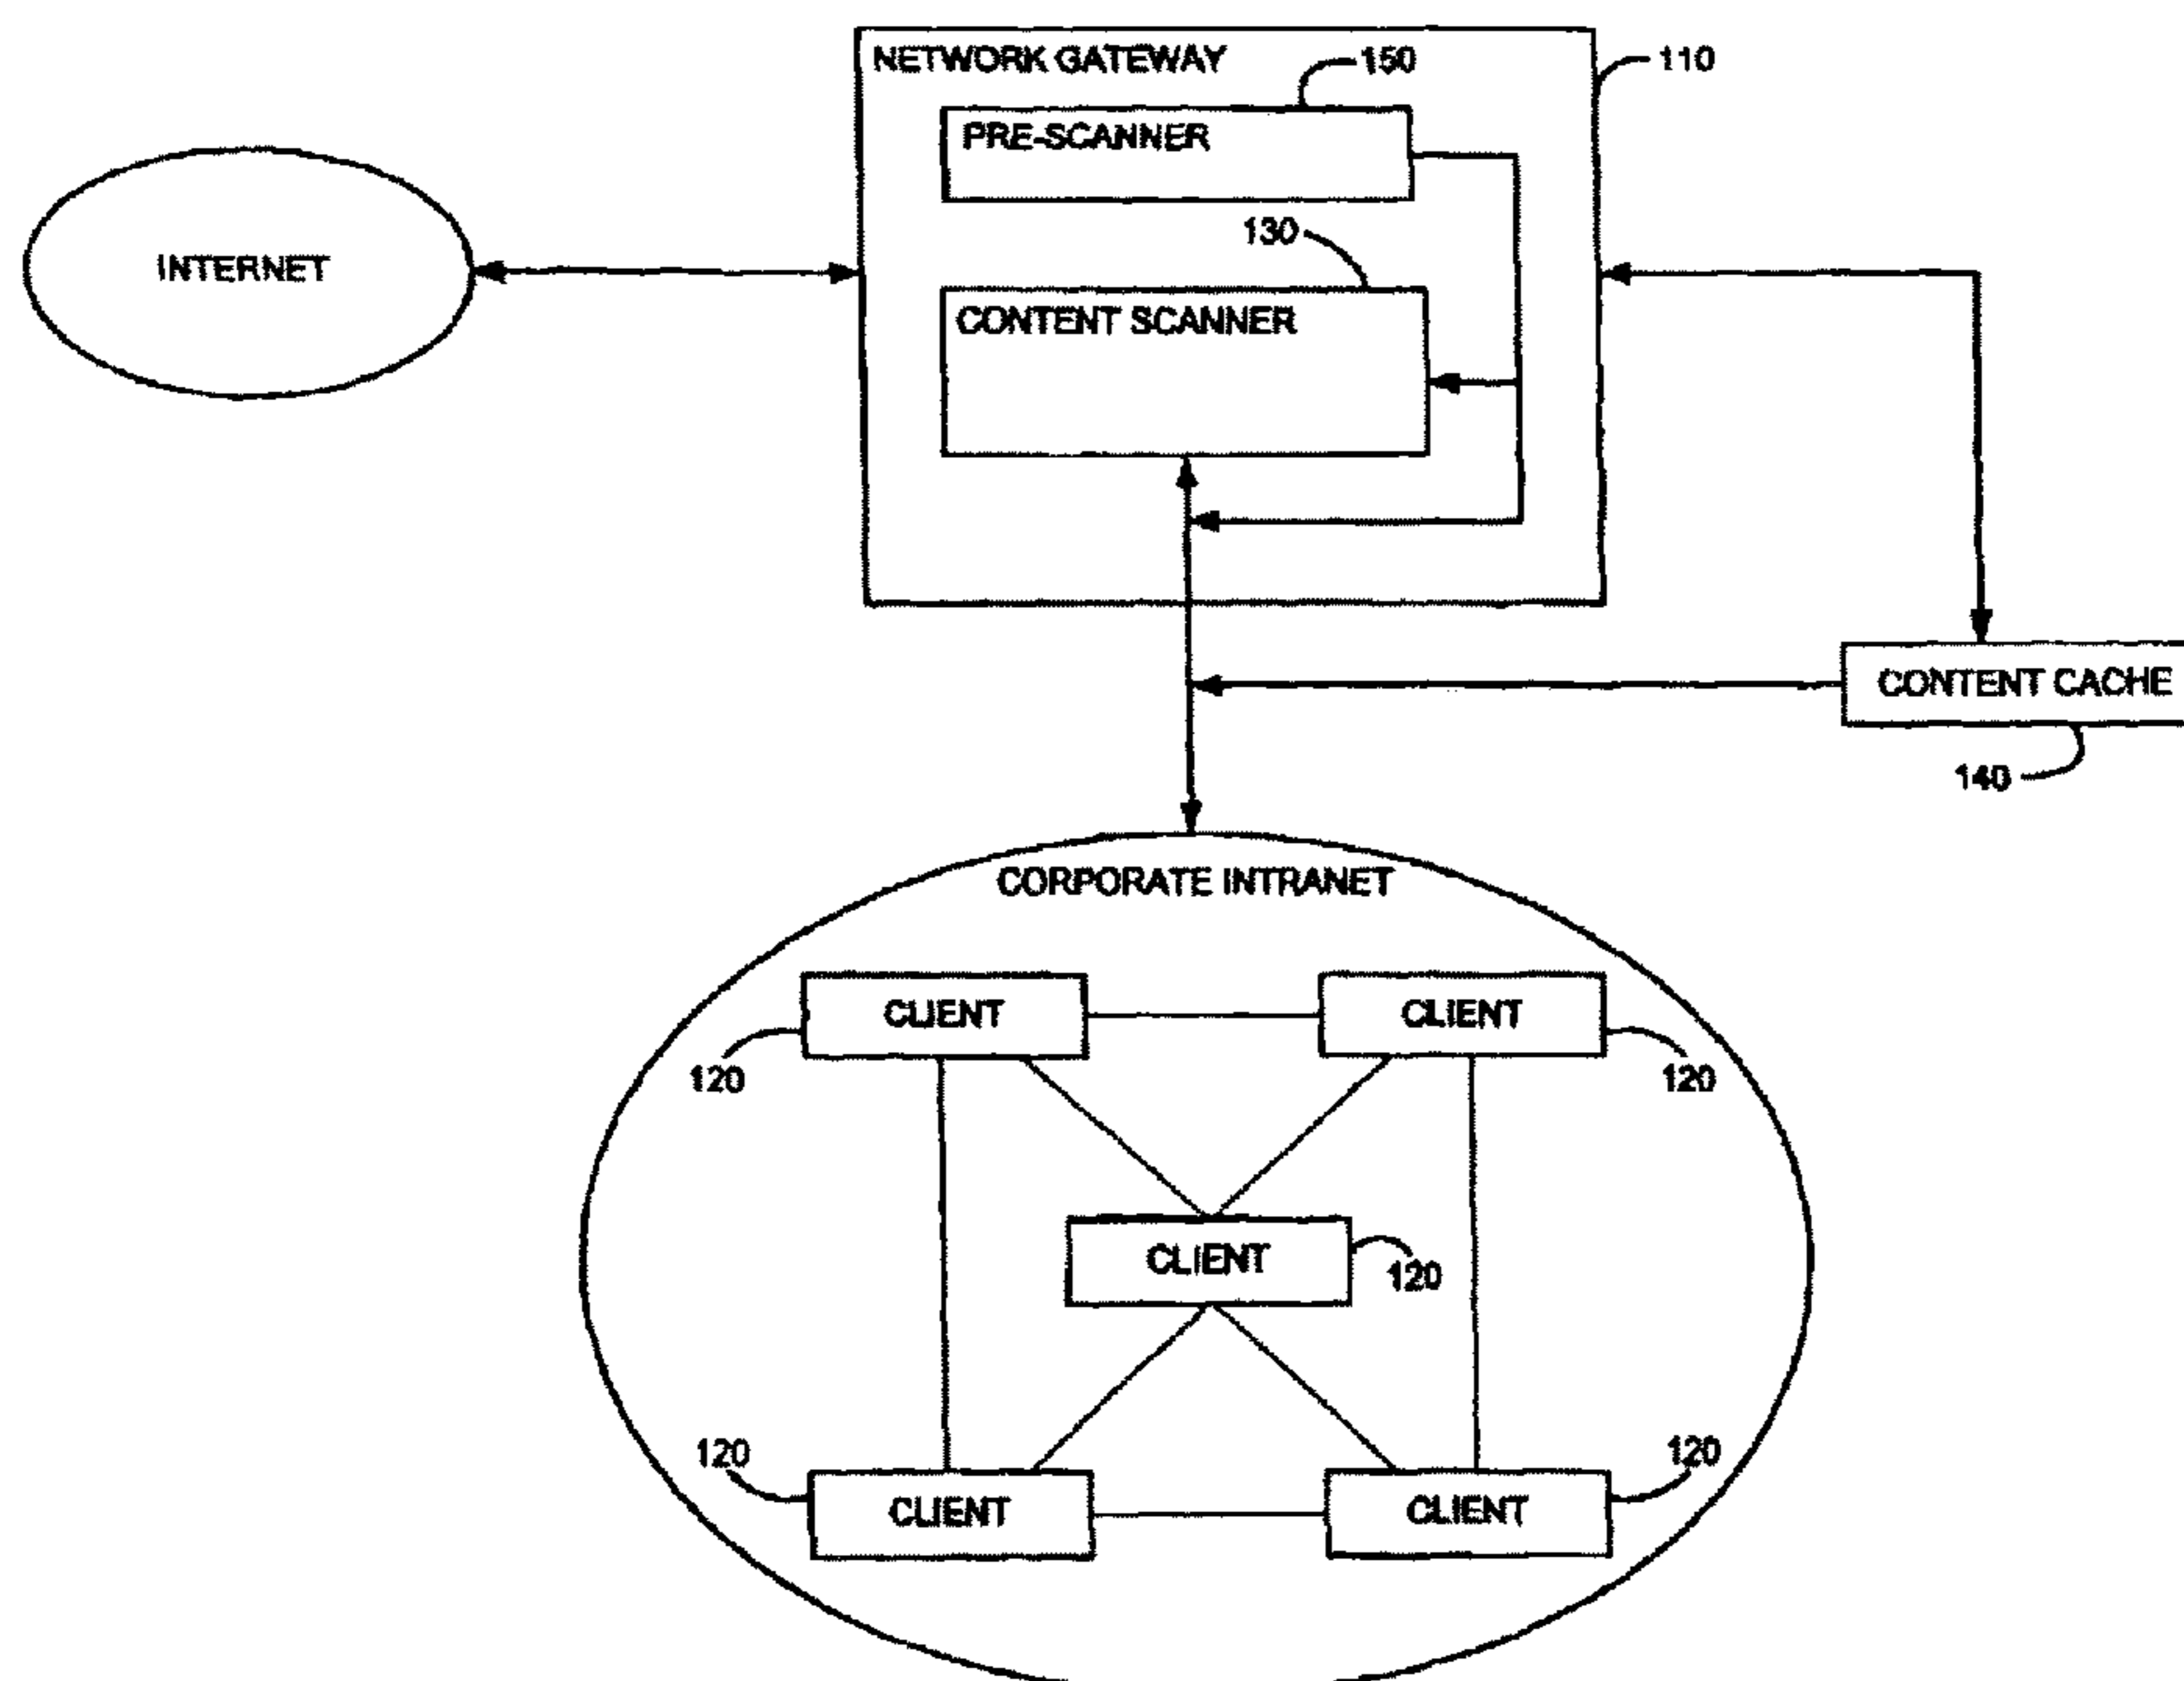 NETWORK GATEWAY
150
110
PRE-SCANNER
130
INTERNET
CONTENT SCANNER
CONTENT CACHE
140
CORPORATE INTRANET
CLIENT
CLIENT
120
120
CLIENT
120
120
120
CLIENT
CLIENT